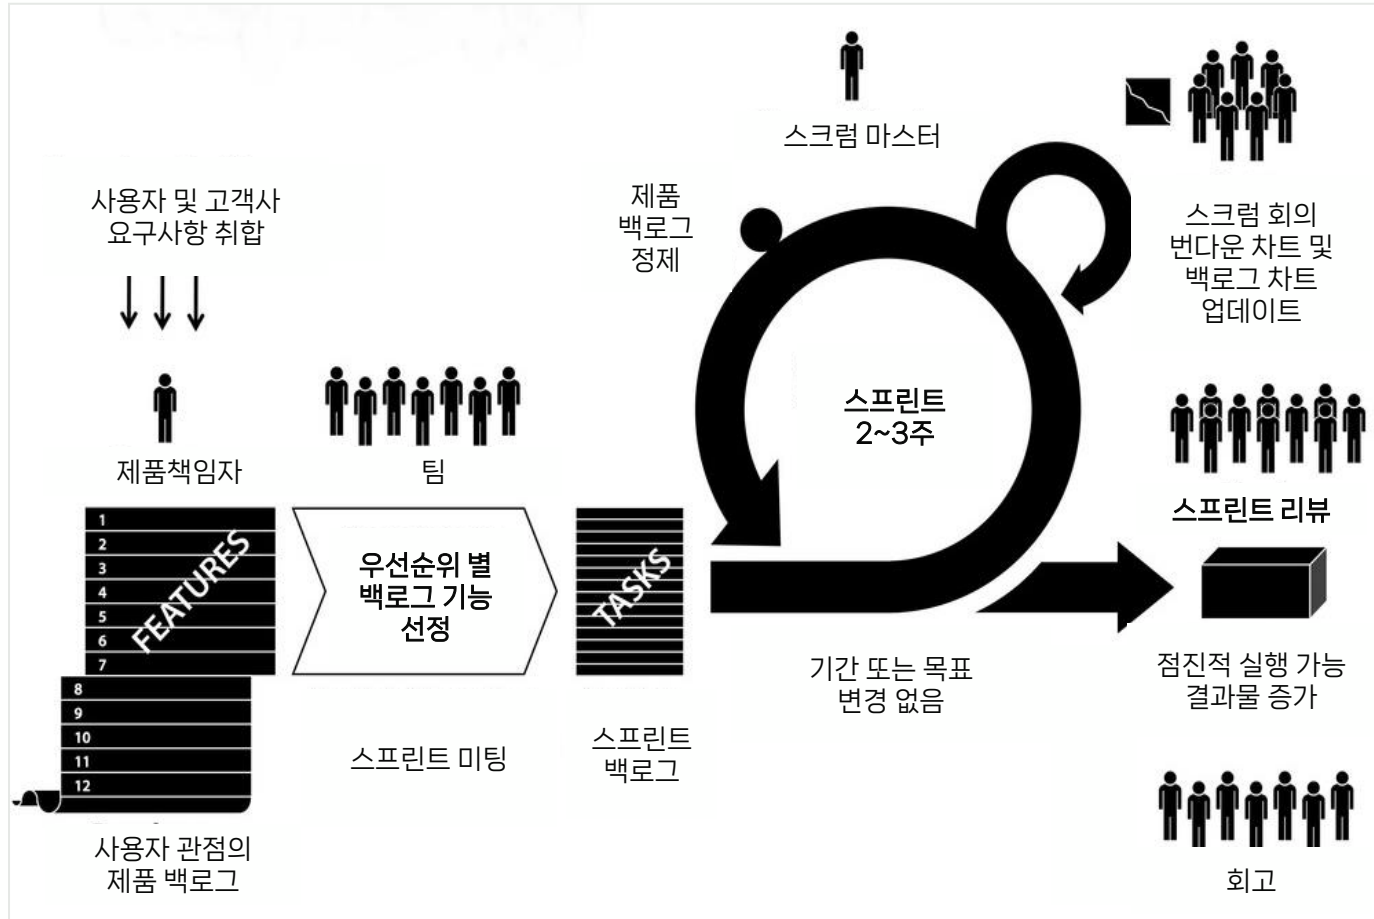 사용자 및 고객사
요구사항 취합
제품책임자
1
2
3
4
5
6
7
FEATURES
8
9
10
11
12
사용자 관점의
제품 백로그
팀
우선순위 별
백로그 기능
선정
스프린트 미팅
TASKS
스프린트
백로그
스크럼 마스터
제품
백로그
정제
스프린트
2~3주
기간 또는 목표
변경 없음
스크럼 회의
번다운 차트 및
백로그 차트
업데이트
스프린트 리뷰
점진적 실행 가능
결과물 증가
회고